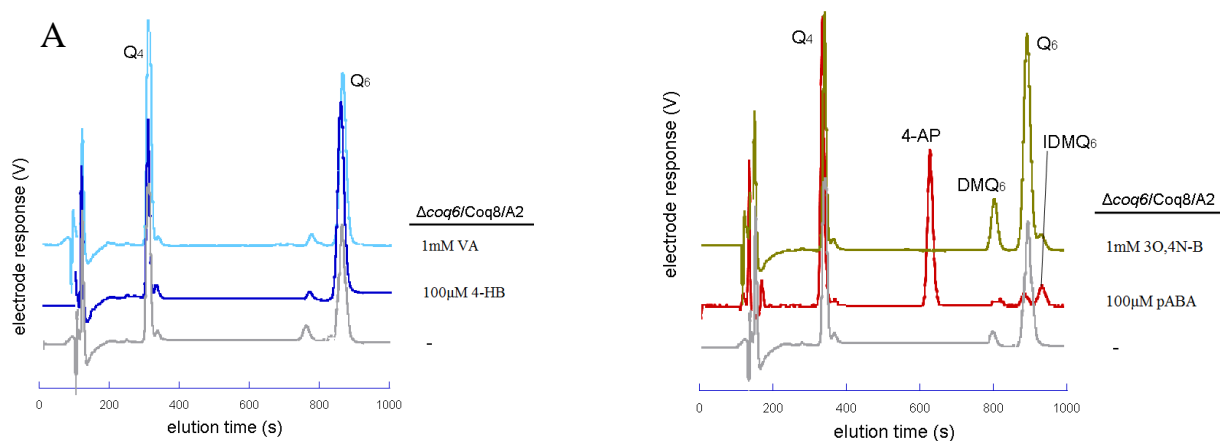 A
Q4
Q6
electrode response (V)
Δcoq6/Coq8/A2
1mM VA
100μM 4-HB
-
0 200 400 600 800 1000
elution time (s)
Q4
Q6
4-AP
IDMQ6
DMQ6
electrode response (V)
Δcoq6/Coq8/A2
1mM 3O,4N-B
100μM pABA
-
0 200 400 600 800 1000
elution time (s)